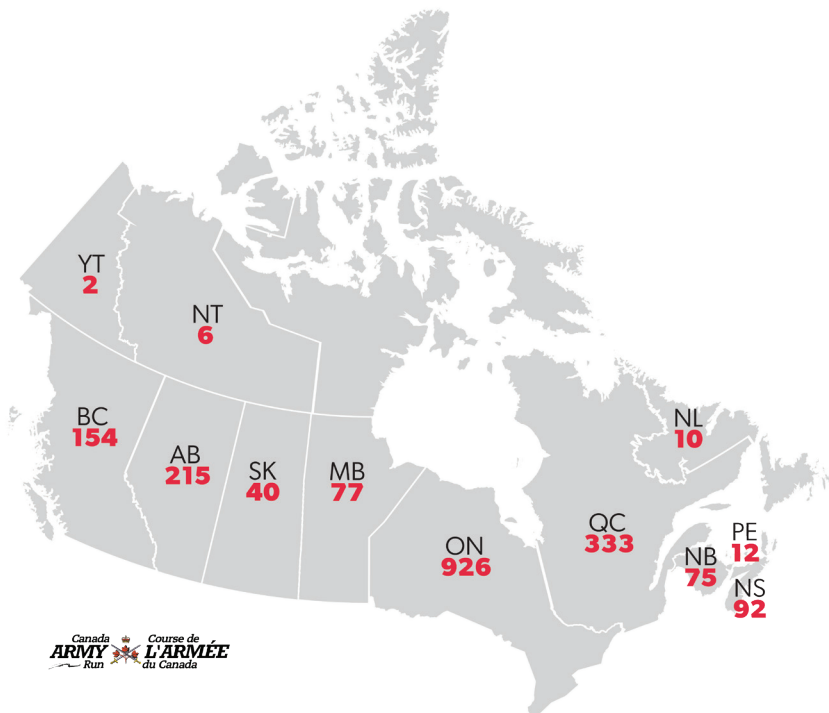 YT
2
NT
6
BC
154
AB
215
SK
40
MB
77
ON
926
QC
333
NL
10
PE
12
NB
75
NS
92
Canada Course de
ARMY L'ARMÉE
Run du Canada